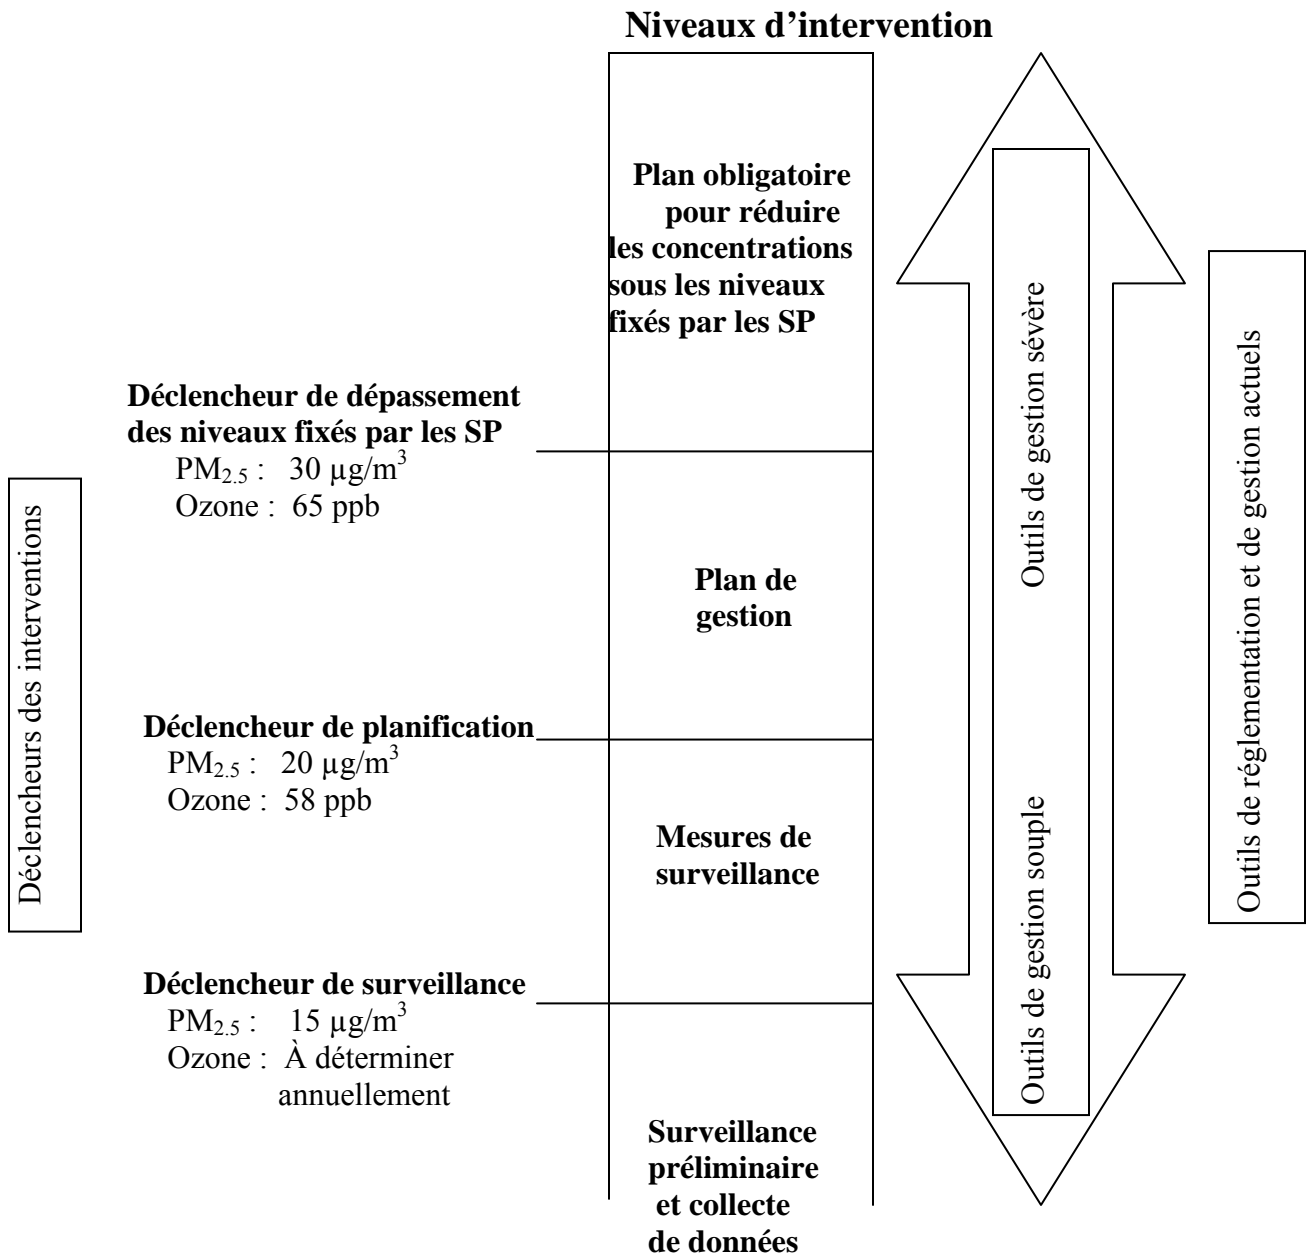 Niveaux d’intervention
Plan obligatoire
pour réduire
les concentrations
sous les niveaux
fixés par les SP
Déclencheur de dépassement
des niveaux fixés par les SP
PM2.5 : 30 µg/m3
Ozone : 65 ppb
Plan de
gestion
Déclencheur de planification
PM2.5 : 20 µg/m3
Ozone : 58 ppb
Mesures de
surveillance
Déclencheur de surveillance
PM2.5 : 15 µg/m3
Ozone : À déterminer
annuellement
Surveillance
préliminaire
et collecte
de données
Déclencheurs des interventions
Outils de gestion sévère
Outils de gestion souple
Outils de réglementation et de gestion actuels